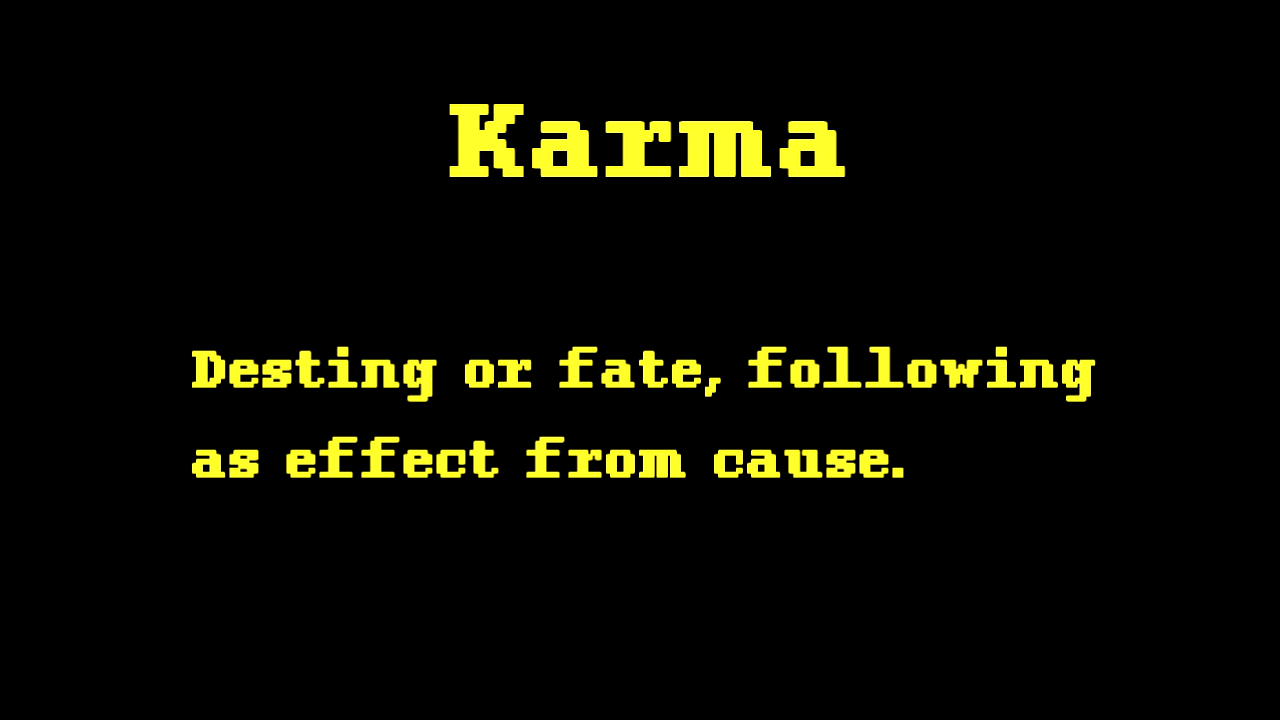 Karma
Desting or fate, following
as effect from cause.